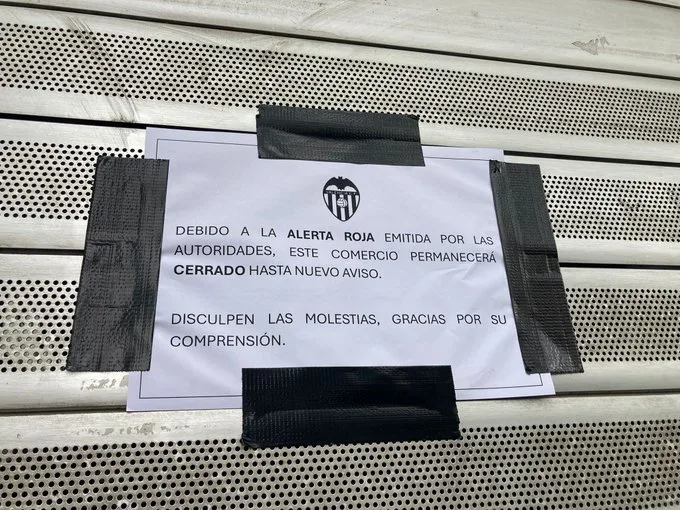 DEBIDO A LA ALERTA ROJA EMITIDA POR LAS
AUTORIDADES, ESTE COMERCIO PERMANECERÁ
CERRADO HASTA NUEVO AVISO.
DISCULPEN LAS MOLESTIAS, GRACIAS POR SU
COMPRENSIÓN.